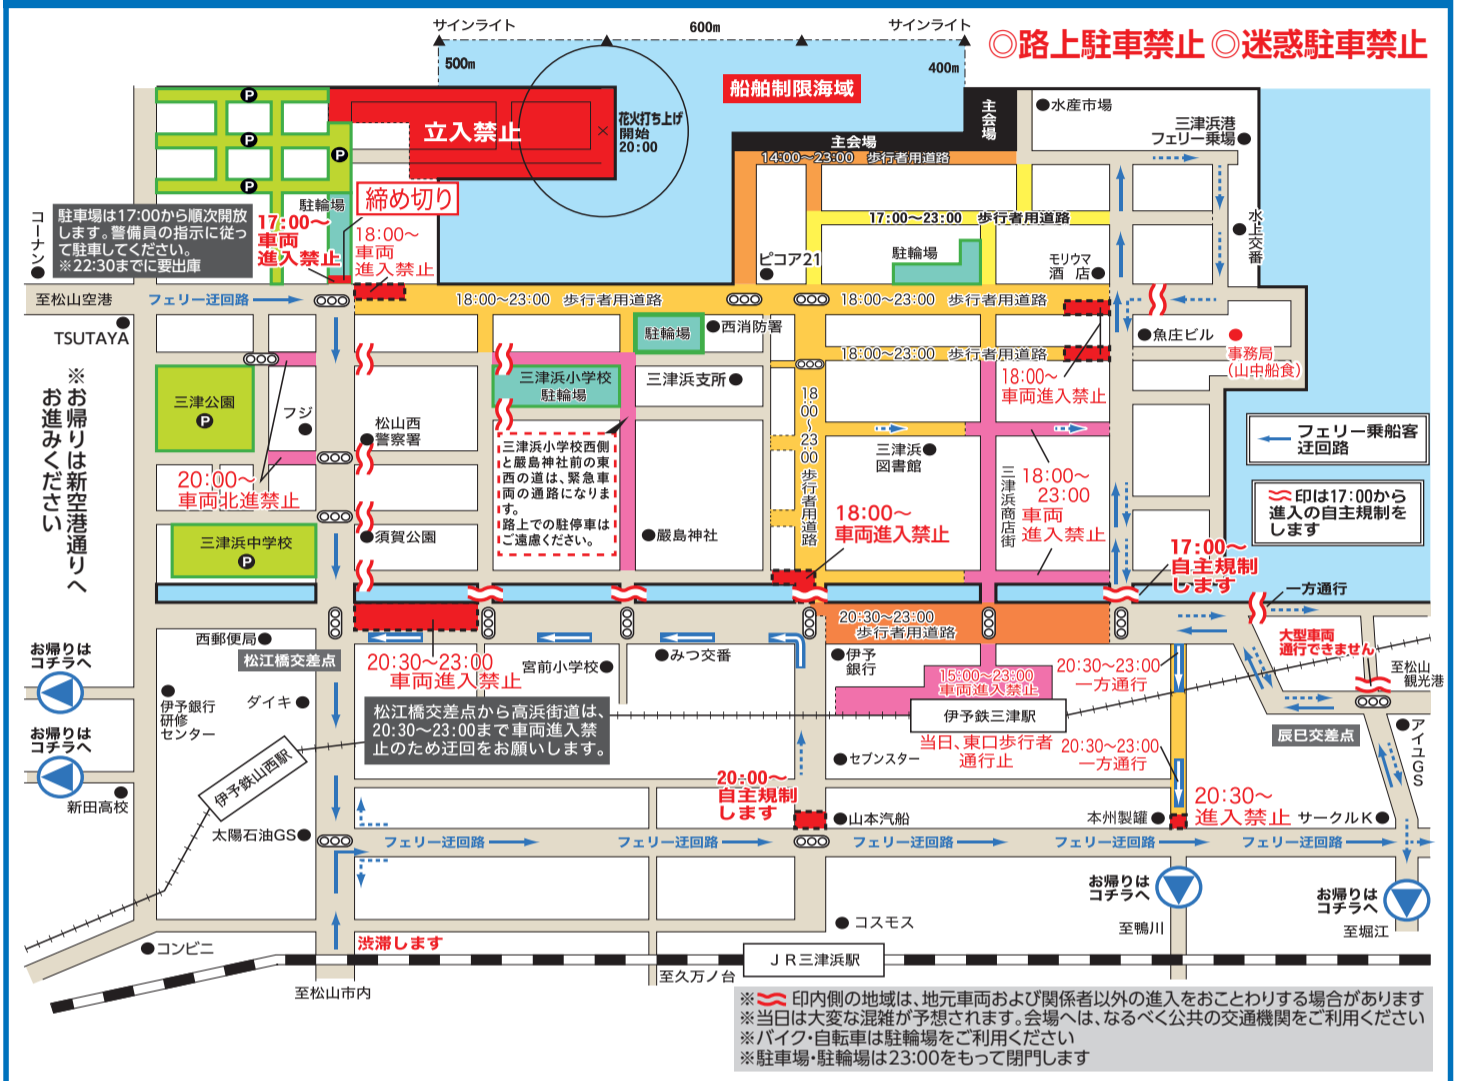 サインライト
600m
サインライト
◎路上駐車禁止 ◎迷惑駐車禁止
500m
400m
船舶制限海域
立入禁止
花火打ち上げ
開始
20:00
主会場
主会場
水産市場
三津浜港
フェリー乗場
14:00〜23:00 歩行者用道路
P
P
P
P
駐輪場
締め切り
コーナン
駐車場は17:00から順次開放
します。警備員の指示に従っ
て駐車してください。
※22:30までに要出庫
17:00〜
車両
進入禁止
18:00〜
車両
進入禁止
17:00〜23:00 歩行者用道路
水上交番
ピコア21
駐輪場
モリウマ
酒店
至松山空港
フェリー迂回路
18:00〜23:00 歩行者用道路
18:00〜23:00 歩行者用道路
TSUTAYA
駐輪場
西消防署
魚庄ビル
事務局
(山中船食)
18:00〜23:00 歩行者用道路
18:00〜
車両進入禁止
※お帰りは新空港通りへ
お進みください
三津公園
P
フジ
松山西
警察署
三津浜小学校
駐輪場
三津浜支所
18:00〜23:00 歩行者用道路
フェリー乗船客
迂回路
20:00〜
車両北進禁止
三津浜小学校西側
と厳島神社前の東
西の道は、緊急車
両の通路になりま
す。
路上での駐停車は
ご遠慮ください。
三津浜
図書館
三津浜商店街
18:00〜
23:00
車両
進入禁止
印は17:00から
進入の自主規制を
します
三津浜中学校
P
須賀公園
厳島神社
18:00〜
車両進入禁止
17:00〜
自主規制
します
一方通行
西郵便局
松江橋交差点
20:30〜23:00
車両進入禁止
宮前小学校
みつ交番
20:30〜23:00
歩行者用道路
伊予
銀行
15:00〜23:00
車両進入禁止
20:30〜23:00
一方通行
大型車両
通行できません
至松山
観光港
お帰りは
コチラへ
伊予銀行
研修
センター
ダイキ
松江橋交差点から高浜街道は、
20:30〜23:00まで車両進入禁
止のため迂回をお願いします。
伊予鉄三津駅
辰巳交差点
アイユGS
お帰りは
コチラへ
新田高校
伊予鉄山西駅
セブンスター
当日、東口歩行者
通行止
20:30〜23:00
一方通行
20:00〜
自主規制
します
太陽石油GS
山本汽船
本州製罐
20:30〜
進入禁止
サークルK
フェリー迂回路
フェリー迂回路
フェリー迂回路
フェリー迂回路
フェリー迂回路
お帰りは
コチラへ
お帰りは
コチラへ
コスモス
至鴨川
至堀江
コンビニ
渋滞します
JR三津浜駅
至久万ノ台
至松山市内
※印内側の地域は、地元車両および関係者以外の進入をおことわりする場合があります
※当日は大変な混雑が予想されます。会場へは、なるべく公共の交通機関をご利用ください
※バイク・自転車は駐輪場をご利用ください
※駐車場・駐輪場は23:00をもって閉門します